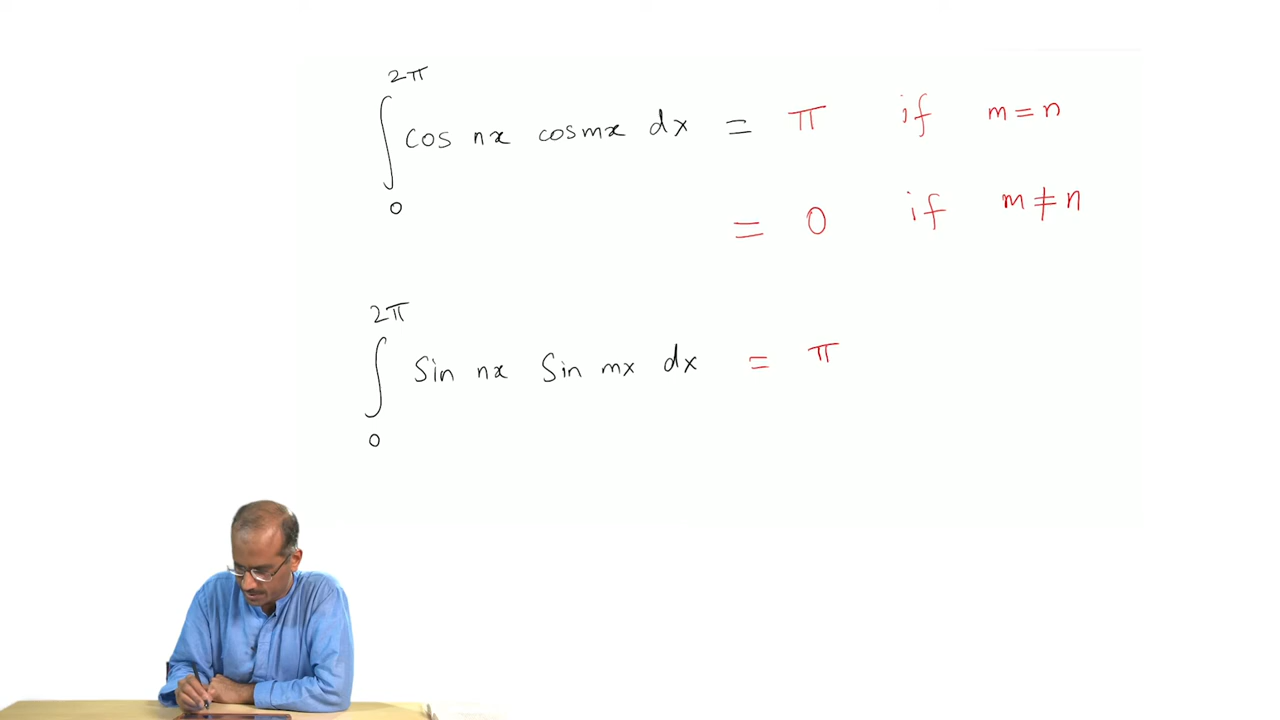 2π
∫ cos nx cosmx dx = π if m = n
0
= 0 if m ≠ n
2π
∫ Sin nx Sin mx dx = π
0